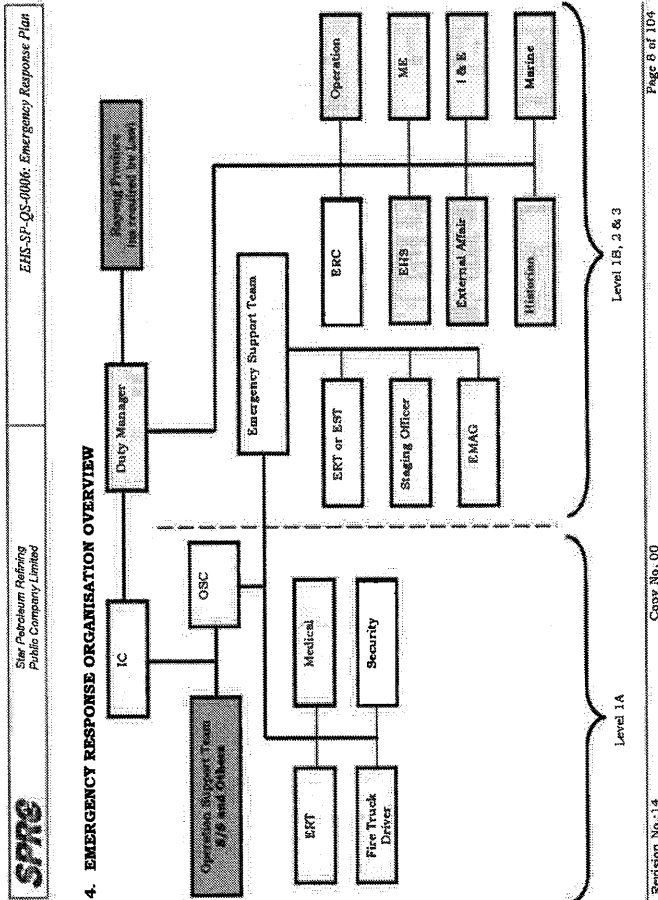 SPRC
Star Petroleum Refining
Public Company Limited
EHS-SP-QS-0006: Emergency Response Plan
4. EMERGENCY RESPONSE ORGANISATION OVERVIEW
IC
Duty Manager
Rayong Province
(as required by Law)
Operation Support Team
S/S and Others
OSC
Emergency Support Team
ERT
Medical
Fire Truck
Driver
Security
ERT or EST
Staging Officer
EMAG
ERC
Operation
EHS
ME
External Affair
I & E
Historian
Marine
Level 1A
Level 1B, 2 & 3
Revision No.:14
Copy No. 00
Page 8 of 104